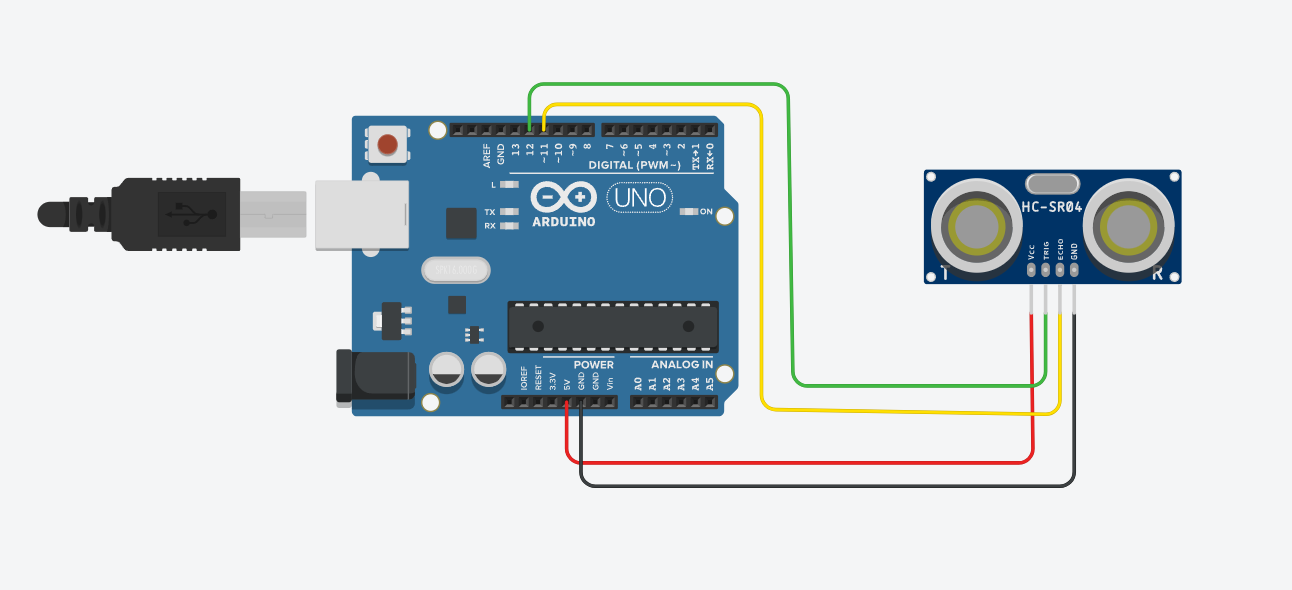 AREF
GND
13
12
~11
~10
~9
8
7
~6
~5
4
~3
2
TX→1
RX←0
DIGITAL (PWM~)
L
TX
RX
ARDUINO
UNO
ON
POWER
ANALOG IN
IOREF
RESET
3.3V
5V
GND
GND
Vin
A0
A1
A2
A3
A4
A5
HC-SR04
VCC
TRIG
ECHO
GND
T
R